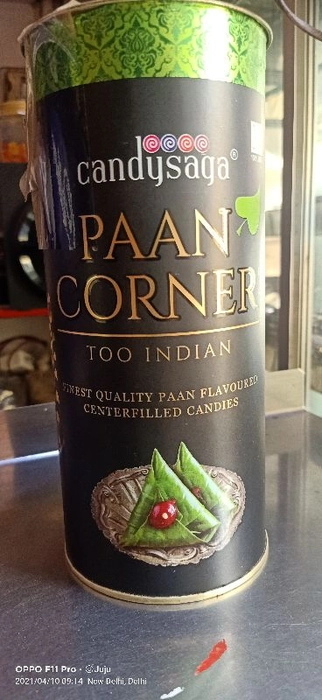 candysaga®
PAAN
CORNER
TOO INDIAN
FINEST QUALITY PAAN FLAVOURED
CENTERFILLED CANDIES
OPPO F11 Pro · @Juju
2021/04/10 09:14 New Delhi, Delhi